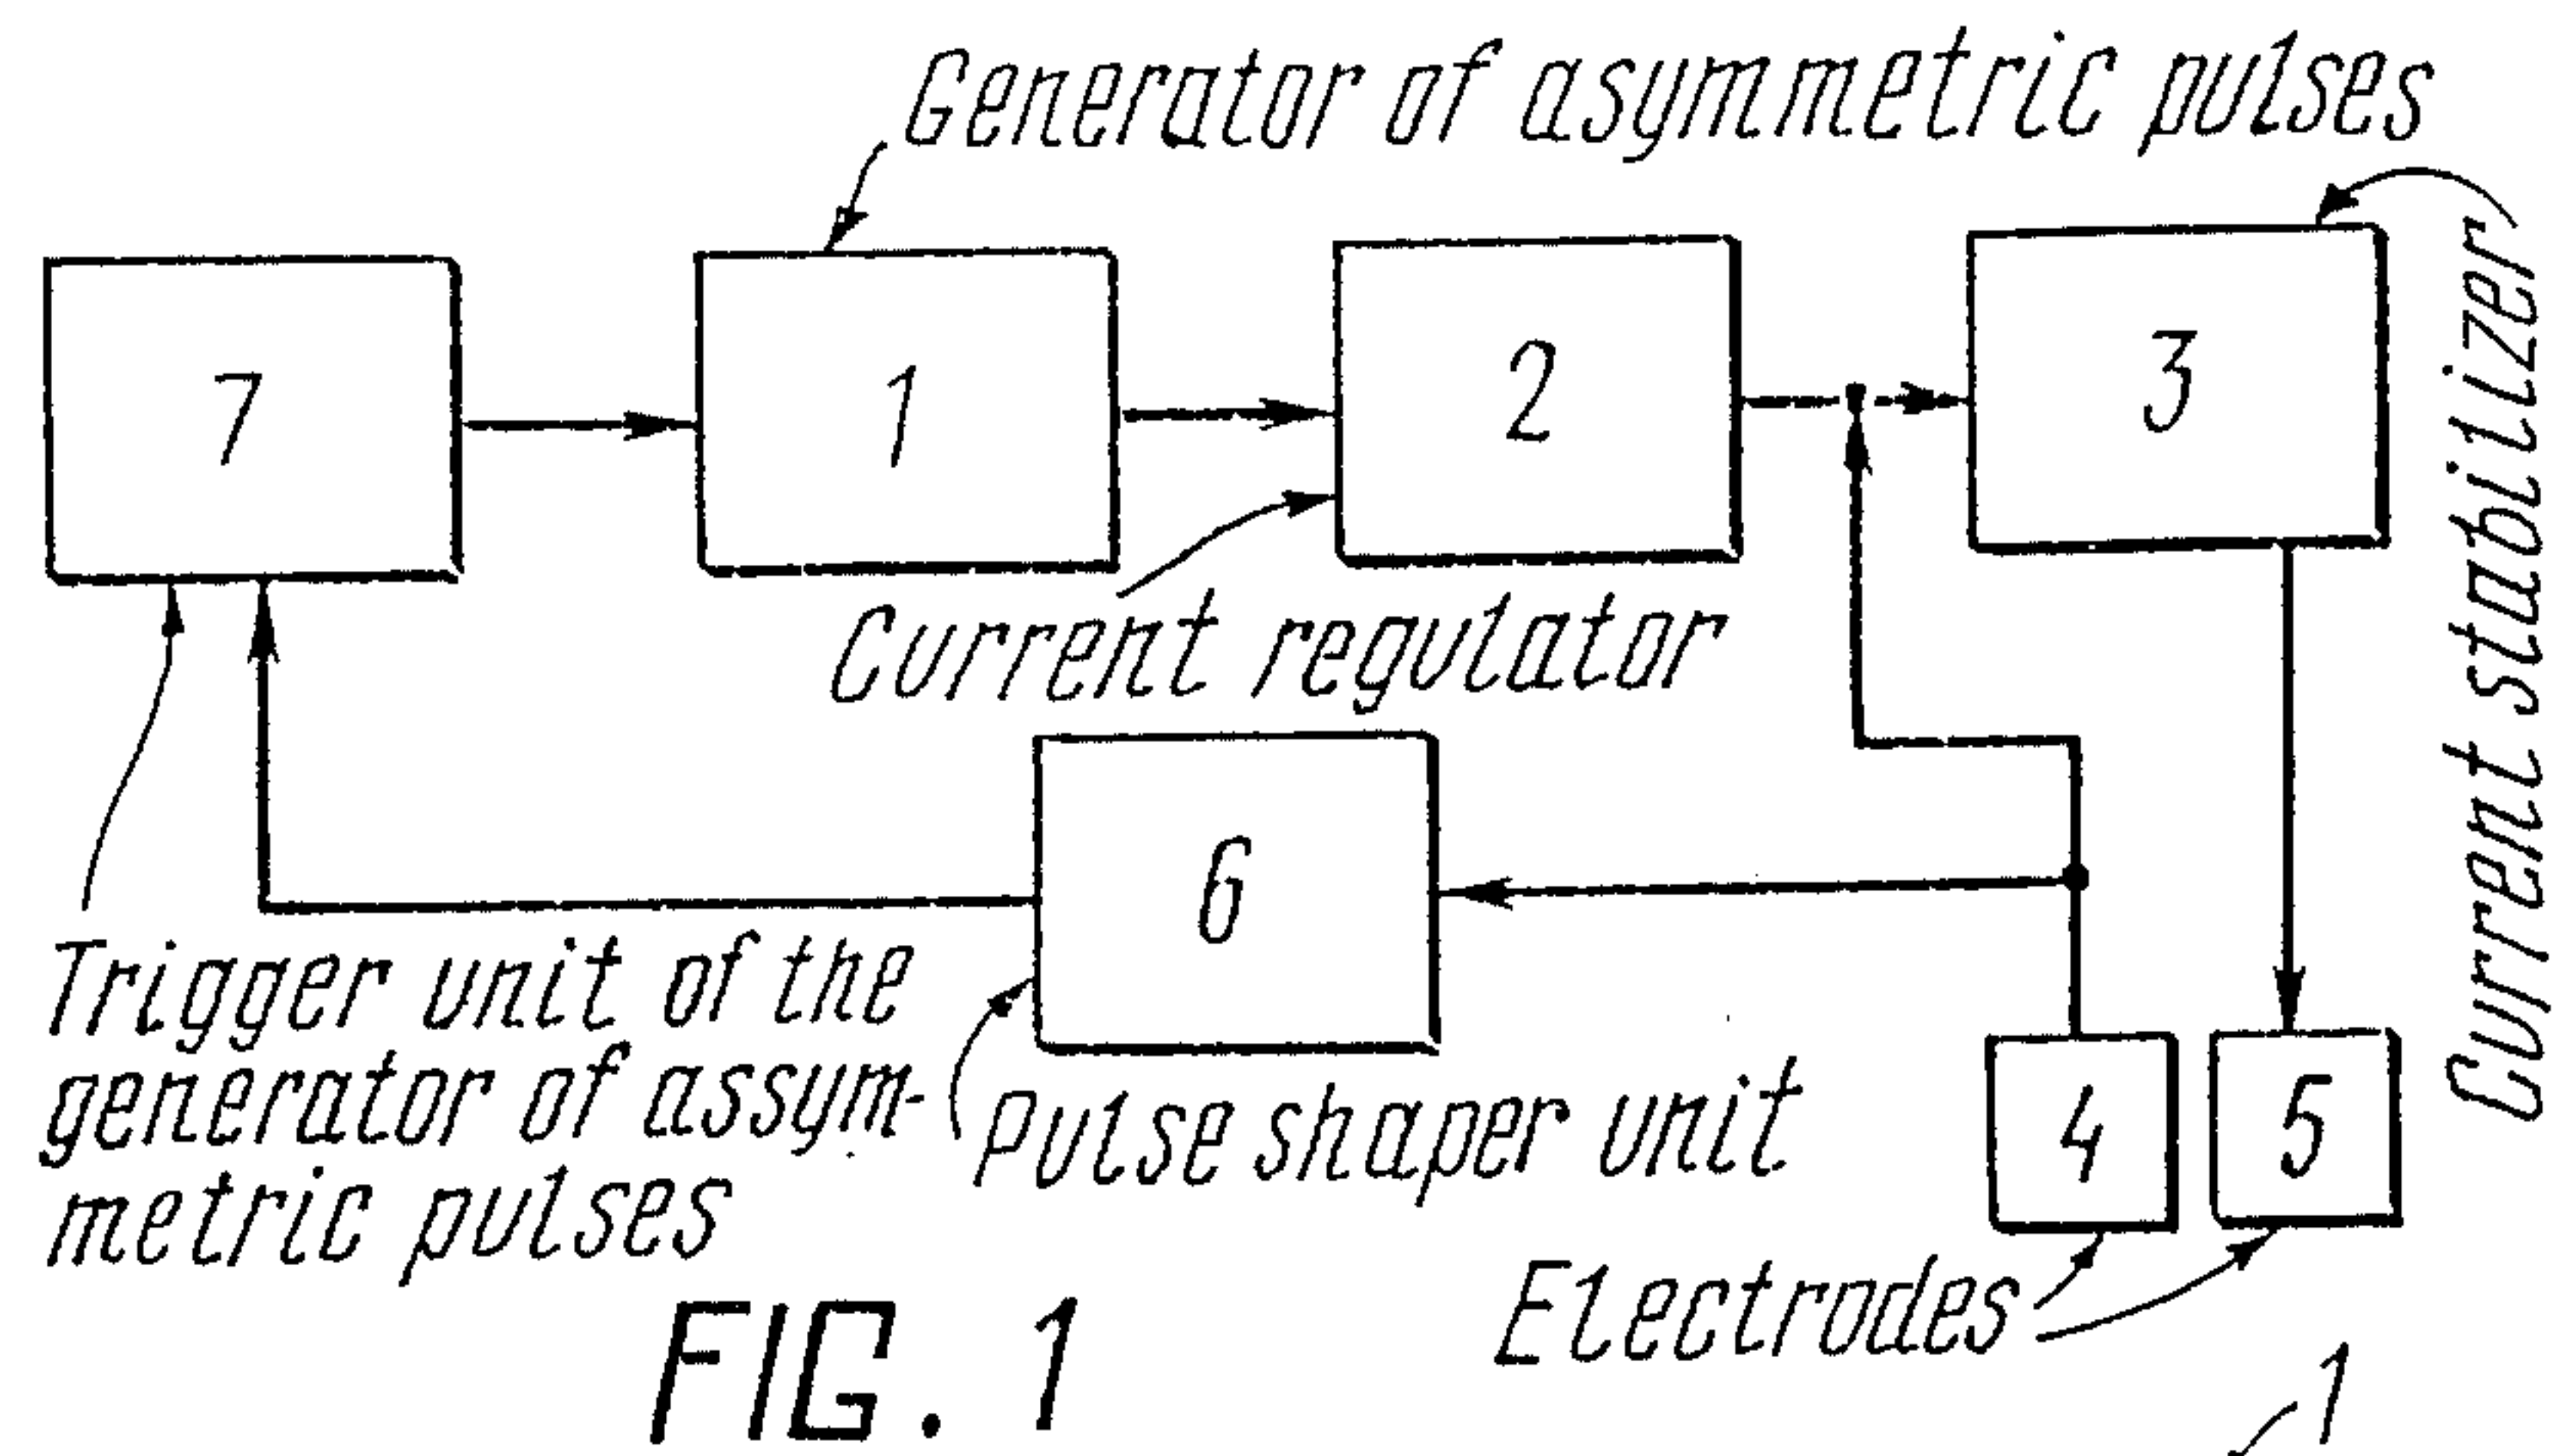 Generator of asymmetric pulses
7
1
2
3
Current stabilizer
Current regulator
6
Trigger unit of the
generator of assym-
metric pulses
Pulse shaper unit
4
5
Electrodes
FIG. 1
1